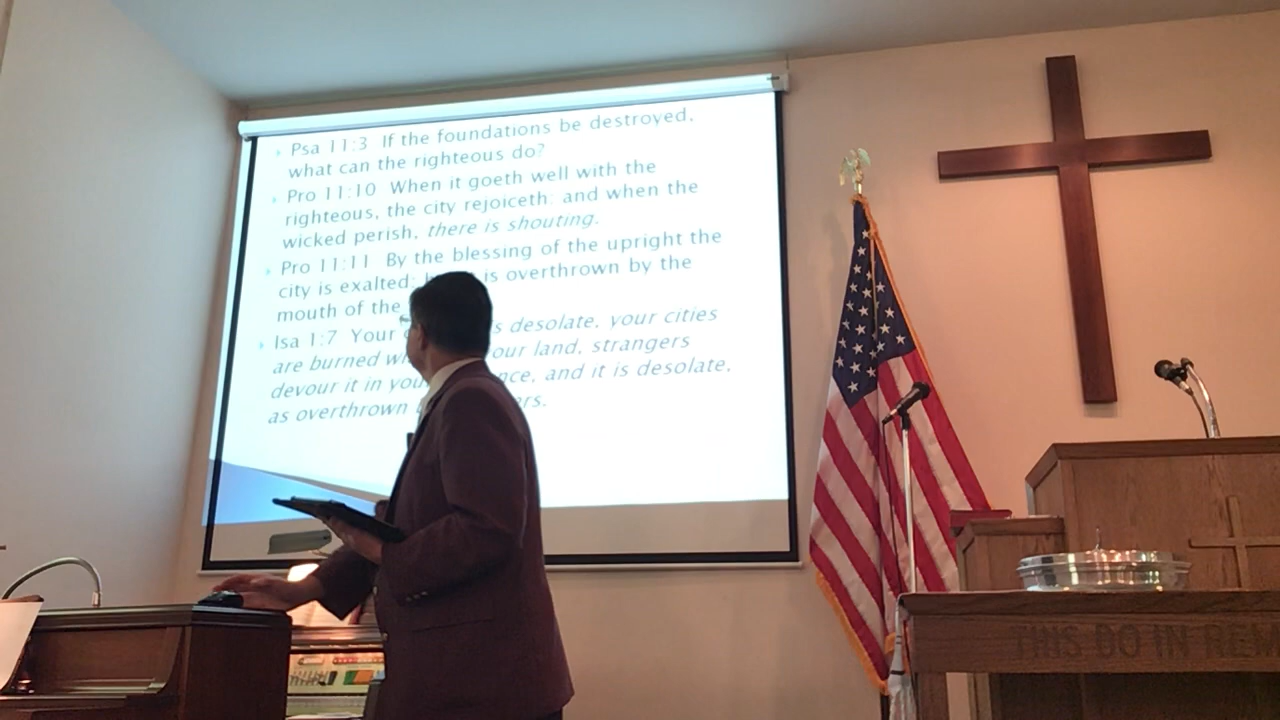 Psa 11:3 If the foundations be destroyed,
what can the righteous do?
Pro 11:10 When it goeth well with the
righteous, the city rejoiceth: and when the
wicked perish, there is shouting.
Pro 11:11 By the blessing of the upright the
city is exalted: is overthrown by the
mouth of the
Isa 1:7 Your is desolate, your cities
are burned your land, strangers
devour it in and it is desolate,
as overthrown
THIS DO IN REM